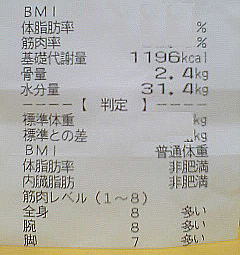 BMI
体脂肪率 %
筋肉率 %
基礎代謝量 1196kcal
骨量 2.4kg
水分量 31.4kg
----【 判定 】----
標準体重 kg
標準との差 kg
BMI 普通体重
体脂肪率 非肥満
内臓脂肪 非肥満
筋肉レベル(1～8)
全身 8 多い
腕 8 多い
脚 7 多い